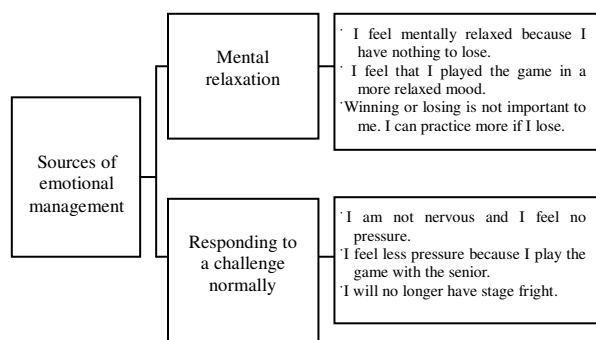 Sources of
emotional
management
Mental
relaxation
· I feel mentally relaxed because I
have nothing to lose.
· I feel that I played the game in a
more relaxed mood.
·Winning or losing is not important to
me. I can practice more if I lose.
Responding to
a challenge
normally
· I am not nervous and I feel no
pressure.
·I feel less pressure because I play the
game with the senior.
·I will no longer have stage fright.